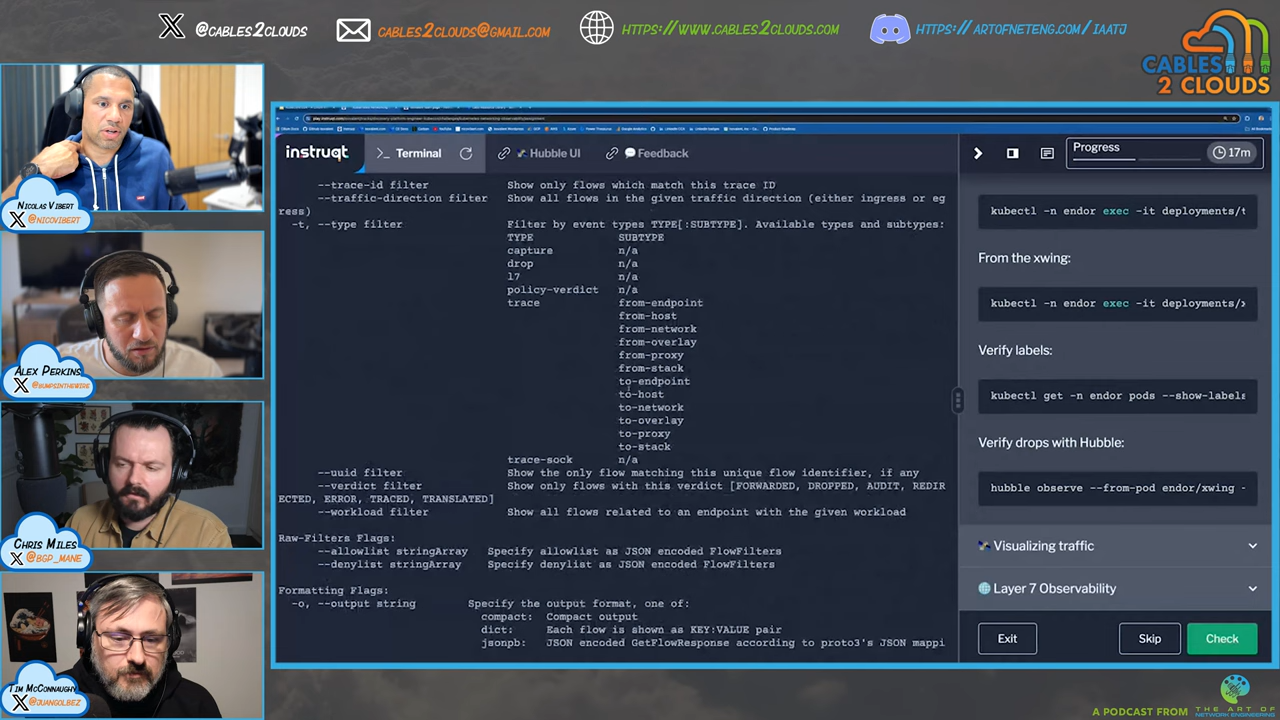 @CABLES2CLOUDS
CABLES2CLOUDS@GMAIL.COM
HTTPS://WWW.CABLES2CLOUDS.COM
HTTPS://ARTOFNETENG.COM/IAATJ
CABLES
2 CLOUDS
NICOLAS VIBERT
@NICOVIBERT
ALEX PERKINS
@BUMPSINTHEWIRE
CHRIS MILES
@BGP_MANE
TIM MCCONNAUGHY
@JUANGOLBEZ
instruqt
Terminal
Hubble UI
Feedback
--trace-id filter Show only flows which match this trace ID
--traffic-direction filter Show all flows in the given traffic direction (either ingress or eg
ress)
-t, --type filter Filter by event types TYPE[:SUBTYPE]. Available types and subtypes:
TYPE SUBTYPE
capture n/a
drop n/a
l7 n/a
policy-verdict n/a
trace from-endpoint
from-host
from-network
from-overlay
from-proxy
from-stack
to-endpoint
to-host
to-network
to-overlay
to-proxy
to-stack
trace-sock n/a
--uuid filter Show the only flow matching this unique flow identifier, if any
--verdict filter Show only flows with this verdict [FORWARDED, DROPPED, AUDIT, REDIR
ECTED, ERROR, TRACED, TRANSLATED]
--workload filter Show all flows related to an endpoint with the given workload
Raw-Filters Flags:
--allowlist stringArray Specify allowlist as JSON encoded FlowFilters
--denylist stringArray Specify denylist as JSON encoded FlowFilters
Formatting Flags:
-o, --output string Specify the output format, one of:
compact: Compact output
dict: Each flow is shown as KEY:VALUE pair
jsonpb: JSON encoded GetFlowResponse according to proto3's JSON mappi
Progress
17m
kubectl -n endor exec -it deployments/t
From the xwing:
kubectl -n endor exec -it deployments/
Verify labels:
kubectl get -n endor pods --show-labels
Verify drops with Hubble:
hubble observe --from-pod endor/xwing -
Visualizing traffic
Layer 7 Observability
Exit
Skip
Check
A PODCAST FROM
THE ART OF
NETWORK ENGINEERING